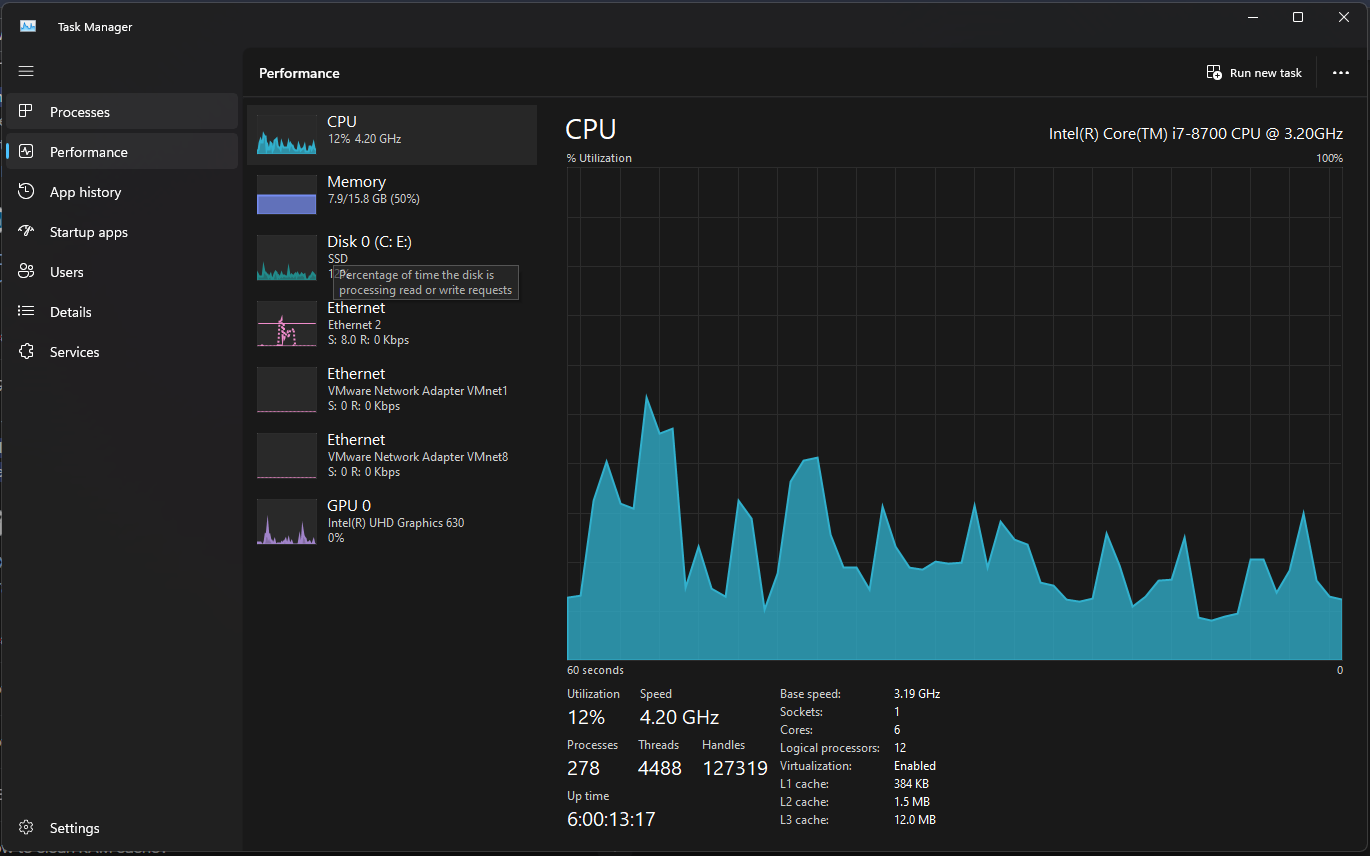 Task Manager
Performance
Run new task
Processes
Performance
App history
Startup apps
Users
Details
Services
Settings
CPU
12% 4.20 GHz
Memory
7.9/15.8 GB (50%)
Disk 0 (C: E:)
SSD
Percentage of time the disk is
processing read or write requests
Ethernet
Ethernet 2
S: 8.0 R: 0 Kbps
Ethernet
VMware Network Adapter VMnet1
S: 0 R: 0 Kbps
Ethernet
VMware Network Adapter VMnet8
S: 0 R: 0 Kbps
GPU 0
Intel(R) UHD Graphics 630
0%
CPU
Intel(R) Core(TM) i7-8700 CPU @ 3.20GHz
% Utilization
100%
60 seconds
0
Utilization
12%
Speed
4.20 GHz
Processes
278
Threads
4488
Handles
127319
Up time
6:00:13:17
Base speed: 3.19 GHz
Sockets: 1
Cores: 6
Logical processors: 12
Virtualization: Enabled
L1 cache: 384 KB
L2 cache: 1.5 MB
L3 cache: 12.0 MB